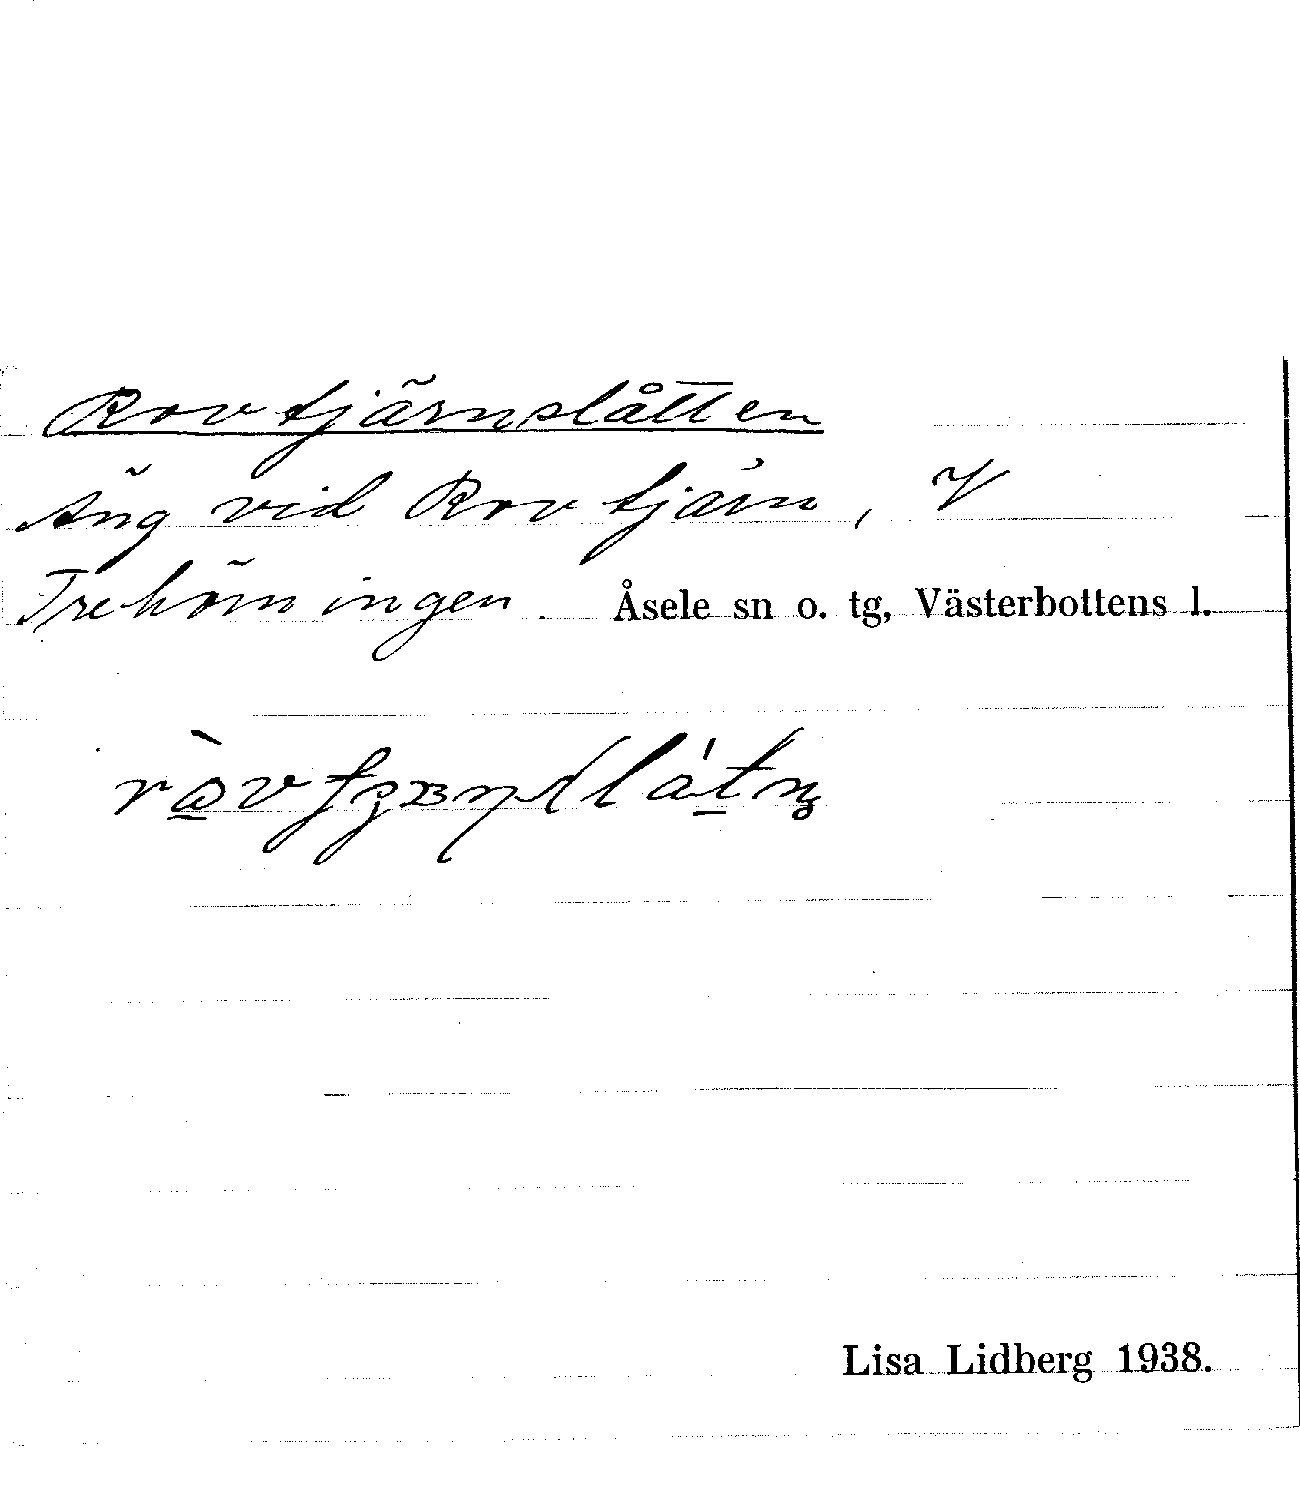 Rovtjärnslåtten
Äng vid Rovtjärn, V
Trehörningen. Åsele sn o. tg, Västerbottens l.
Lisa Lidberg 1938.